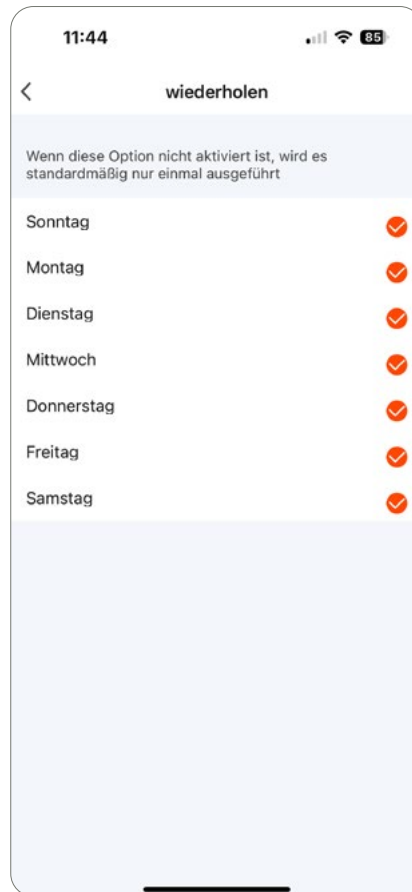 11:44
85
wiederholen
Wenn diese Option nicht aktiviert ist, wird es
standardmäßig nur einmal ausgeführt
Sonntag
Montag
Dienstag
Mittwoch
Donnerstag
Freitag
Samstag